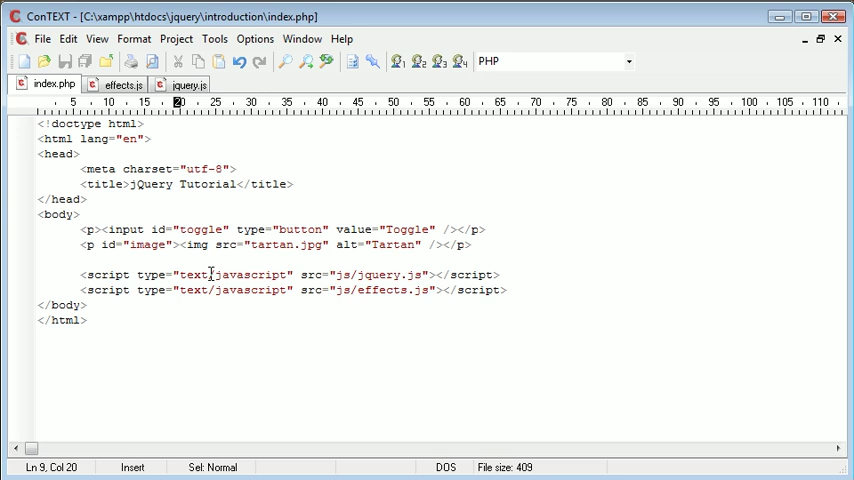 ConTEXT - [C:\xampp\htdocs\jquery\introduction\index.php]
File Edit View Format Project Tools Options Window Help
1 2 3 4 PHP
index.php effects.js jquery.js
5 10 15 20 25 30 35 40 45 50 55 60 65 70 75 80 85 90 95 100 105 110
<!doctype html>
<html lang="en">
<head>
<meta charset="utf-8">
<title>jQuery Tutorial</title>
</head>
<body>
<p><input id="toggle" type="button" value="Toggle" /></p>
<p id="image"><img src="tartan.jpg" alt="Tartan" /></p>
<script type="text/javascript" src="js/jquery.js"></script>
<script type="text/javascript" src="js/effects.js"></script>
</body>
</html>
Ln 9, Col 20 Insert Sel: Normal DOS File size: 409